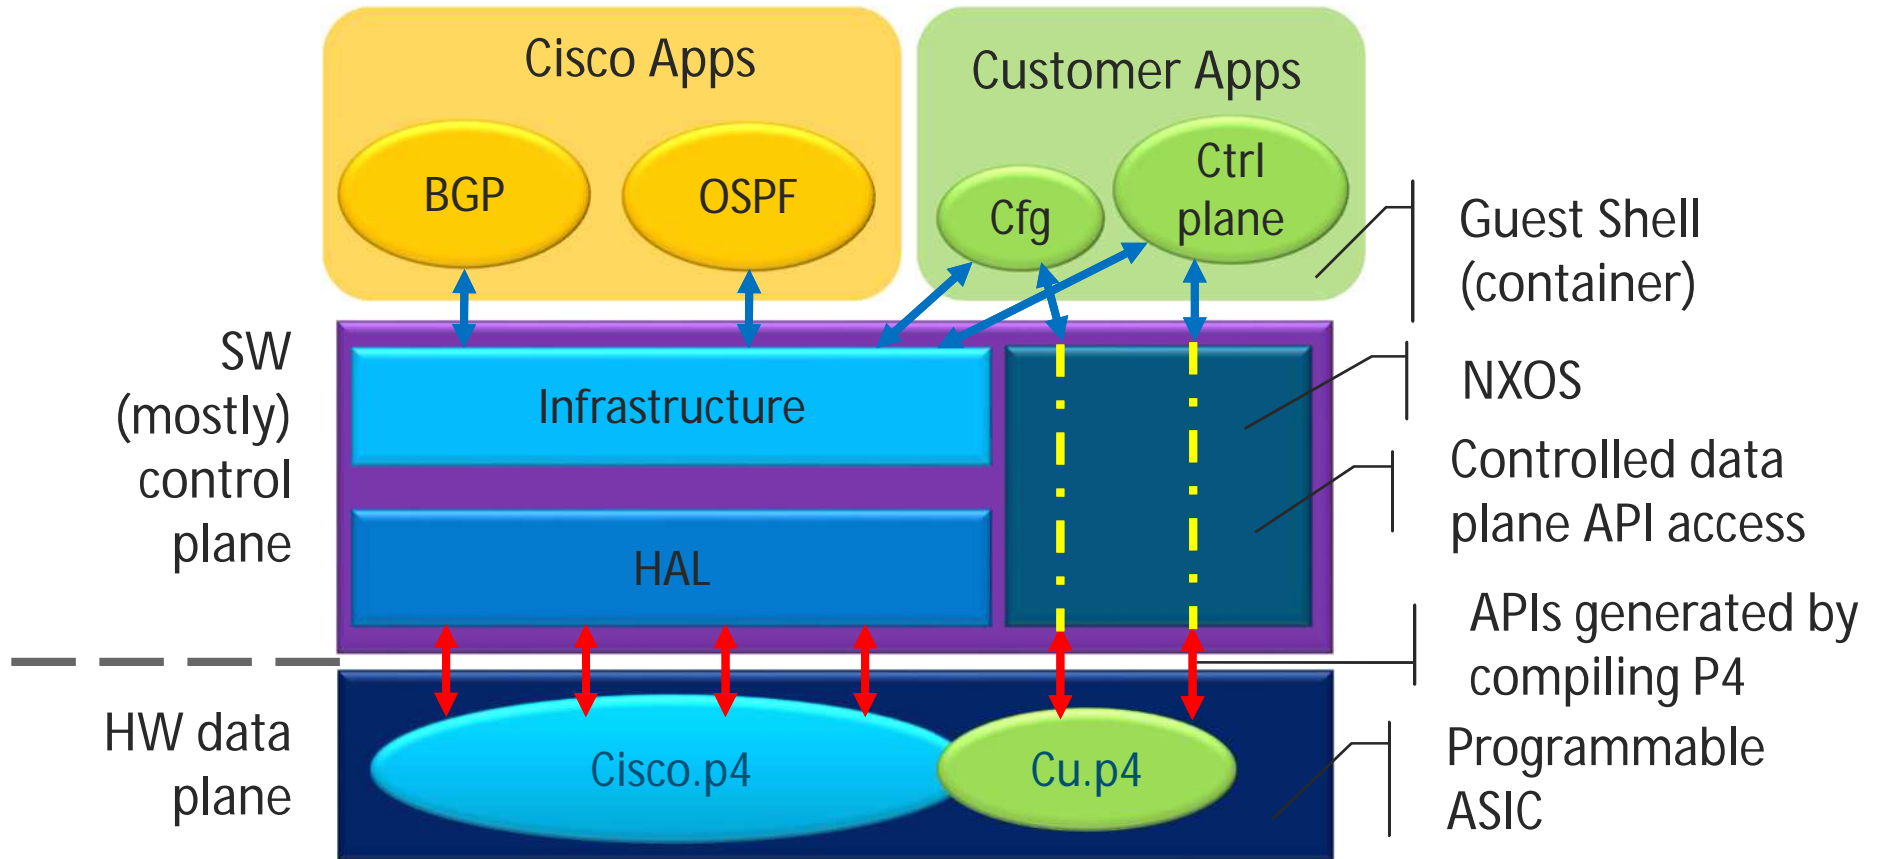 Cisco Apps
Customer Apps
BGP
OSPF
Cfg
Ctrl
plane
Guest Shell
(container)
SW
(mostly)
control
plane
Infrastructure
HAL
NXOS
Controlled data
plane API access
APIs generated by
compiling P4
HW data
plane
Cisco.p4
Cu.p4
Programmable
ASIC